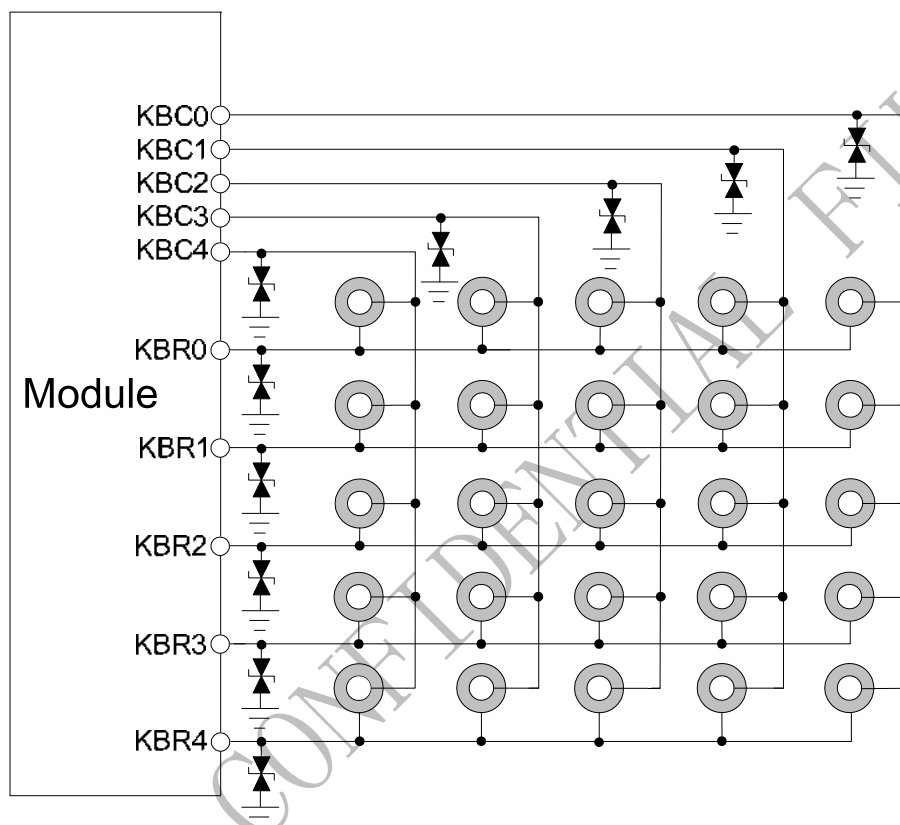 KBC0
KBC1
KBC2
KBC3
KBC4
KBR0
Module
KBR1
KBR2
KBR3
KBR4
CONFIDENTIAL